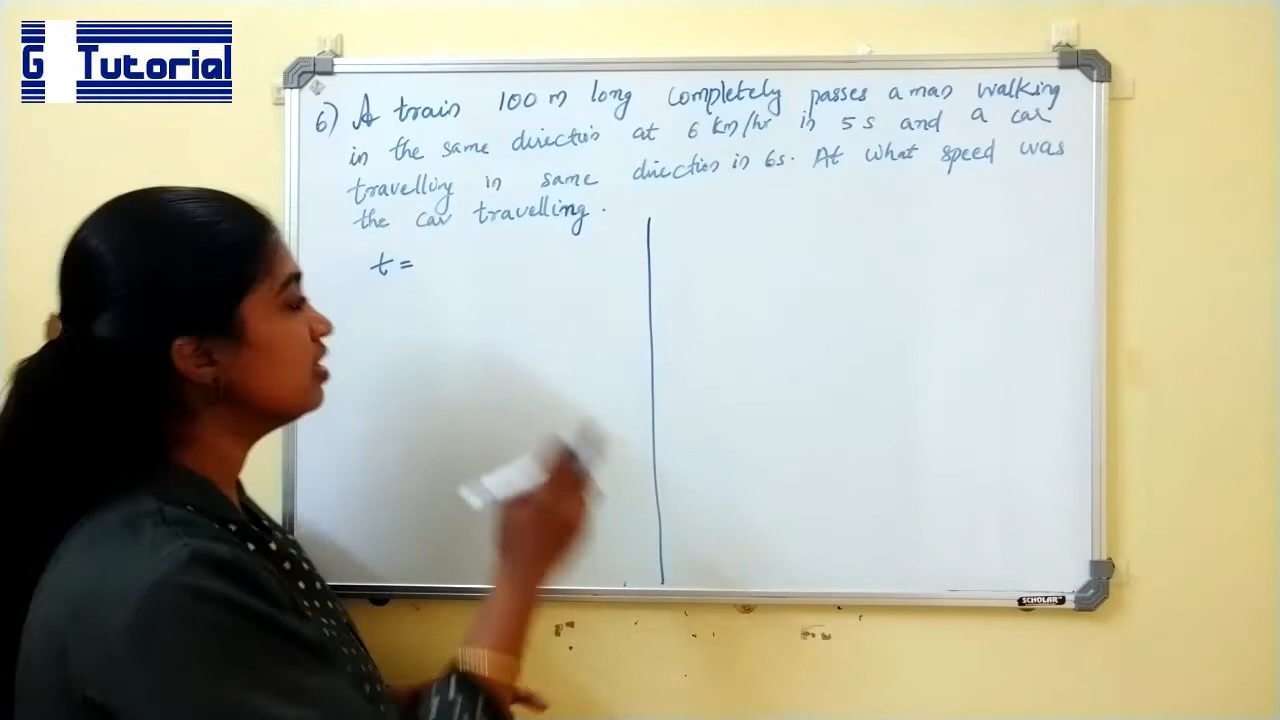 G Tutorial
6) A train 100 m long completely passes a man walking
in the same direction at 6 km/hr in 5 s and a car
travelling in same direction in 6s. At what speed was
the car travelling.
t =
SCHOLAR